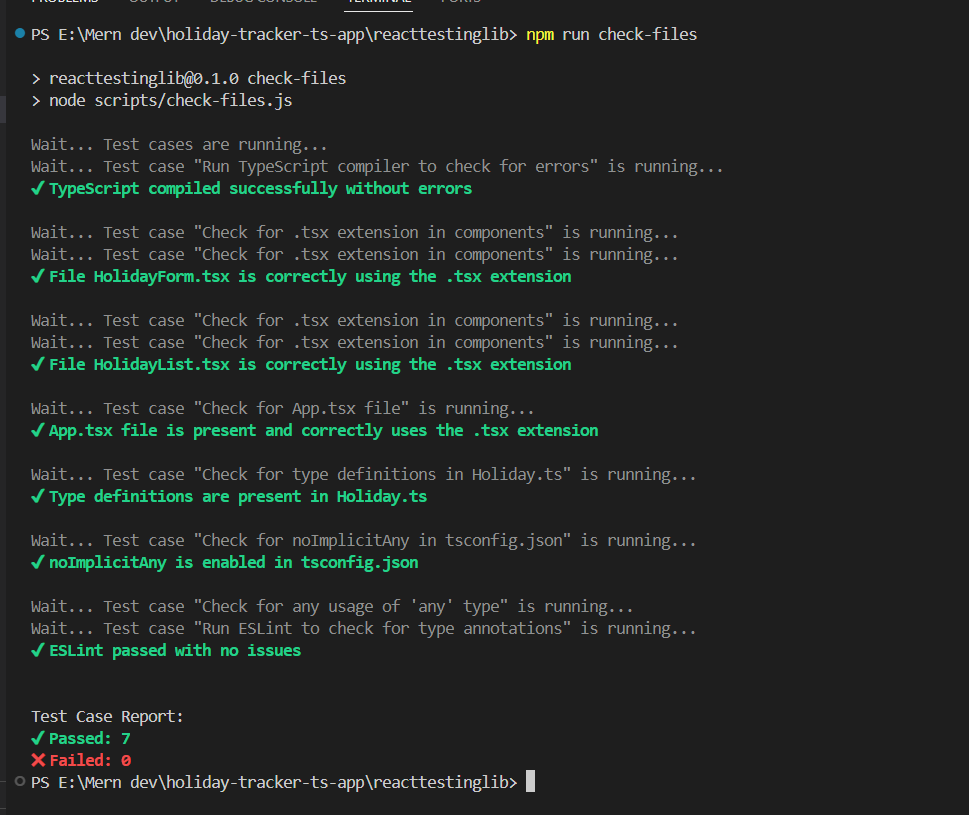 PROBLEMS OUTPUT DEBUG CONSOLE TERMINAL PORTS
PS E:\Mern dev\holiday-tracker-ts-app\reacttestinglib> npm run check-files
> reacttestinglib@0.1.0 check-files
> node scripts/check-files.js
Wait... Test cases are running...
Wait... Test case "Run TypeScript compiler to check for errors" is running...
✔ TypeScript compiled successfully without errors
Wait... Test case "Check for .tsx extension in components" is running...
Wait... Test case "Check for .tsx extension in components" is running...
✔ File HolidayForm.tsx is correctly using the .tsx extension
Wait... Test case "Check for .tsx extension in components" is running...
Wait... Test case "Check for .tsx extension in components" is running...
✔ File HolidayList.tsx is correctly using the .tsx extension
Wait... Test case "Check for App.tsx file" is running...
✔ App.tsx file is present and correctly uses the .tsx extension
Wait... Test case "Check for type definitions in Holiday.ts" is running...
✔ Type definitions are present in Holiday.ts
Wait... Test case "Check for noImplicitAny in tsconfig.json" is running...
✔ noImplicitAny is enabled in tsconfig.json
Wait... Test case "Check for any usage of 'any' type" is running...
Wait... Test case "Run ESLint to check for type annotations" is running...
✔ ESLint passed with no issues
Test Case Report:
✔ Passed: 7
❌ Failed: 0
PS E:\Mern dev\holiday-tracker-ts-app\reacttestinglib>